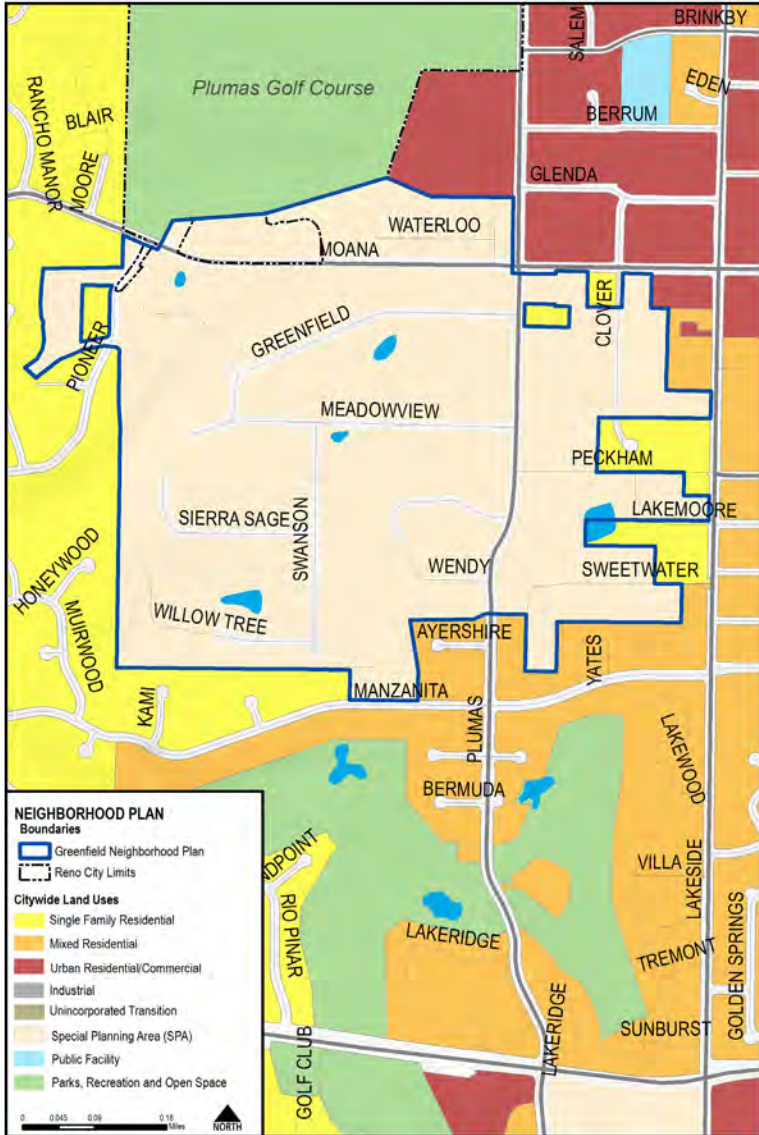 BRINKBY
SALEM
Plumas Golf Course
EDEN
RANCHO MANOR
BLAIR
BERRUM
MOORE
GLENDA
WATERLOO
MOANA
CLOVER
GREENFIELD
PIONEER
MEADOWVIEW
PECKHAM
SWANSON
LAKEMOORE
SIERRA SAGE
HONEYWOOD
WENDY
SWEETWATER
MUIRWOOD
WILLOW TREE
AYERSHIRE
YATES
KAMI
MANZANITA
PLUMAS
LAKEWOOD
BERMUDA
NDPOINT
VILLA
LAKESIDE
RIO PINAR
LAKERIDGE
TREMONT
GOLDEN SPRINGS
SUNBURST
LAKERIDGE
GOLF CLUB
NEIGHBORHOOD PLAN
Boundaries
Greenfield Neighborhood Plan
Reno City Limits
Citywide Land Uses
Single Family Residential
Mixed Residential
Urban Residential/Commercial
Industrial
Unincorporated Transition
Special Planning Area (SPA)
Public Facility
Parks, Recreation and Open Space
0 0.045 0.09 0.18
Miles
NORTH